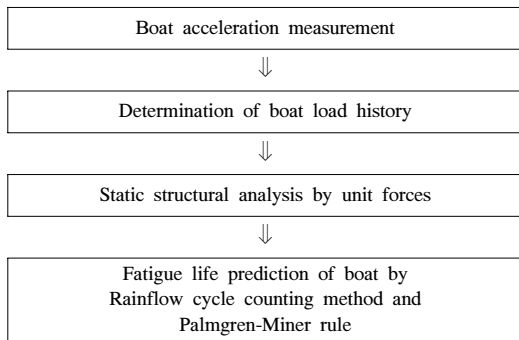 Boat acceleration measurement
⇓
Determination of boat load history
⇓
Static structural analysis by unit forces
⇓
Fatigue life prediction of boat by
Rainflow cycle counting method and
Palmgren-Miner rule